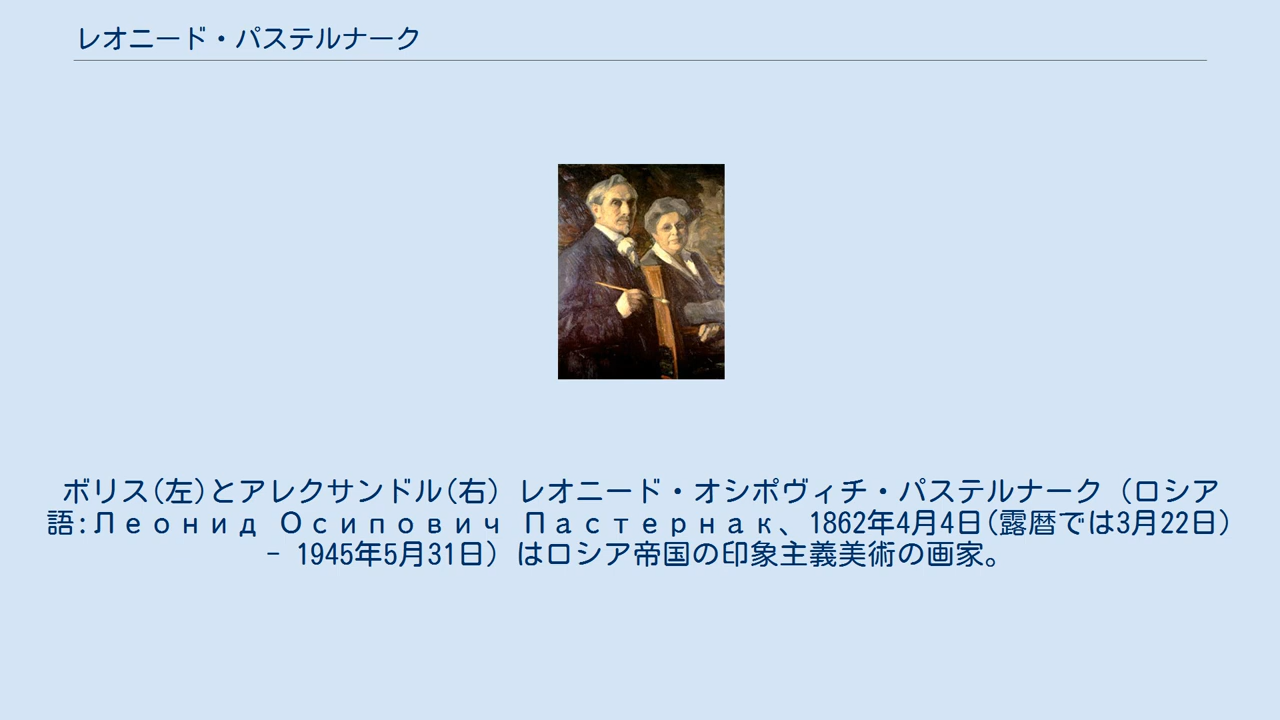 レオニード・パステルナーク
ボリス(左)とアレクサンドル(右) レオニード・オシポヴィチ・パステルナーク（ロシア
語:Леонид Осипович Пастернак、1862年4月4日(露暦では3月22日)
- 1945年5月31日）はロシア帝国の印象主義美術の画家。